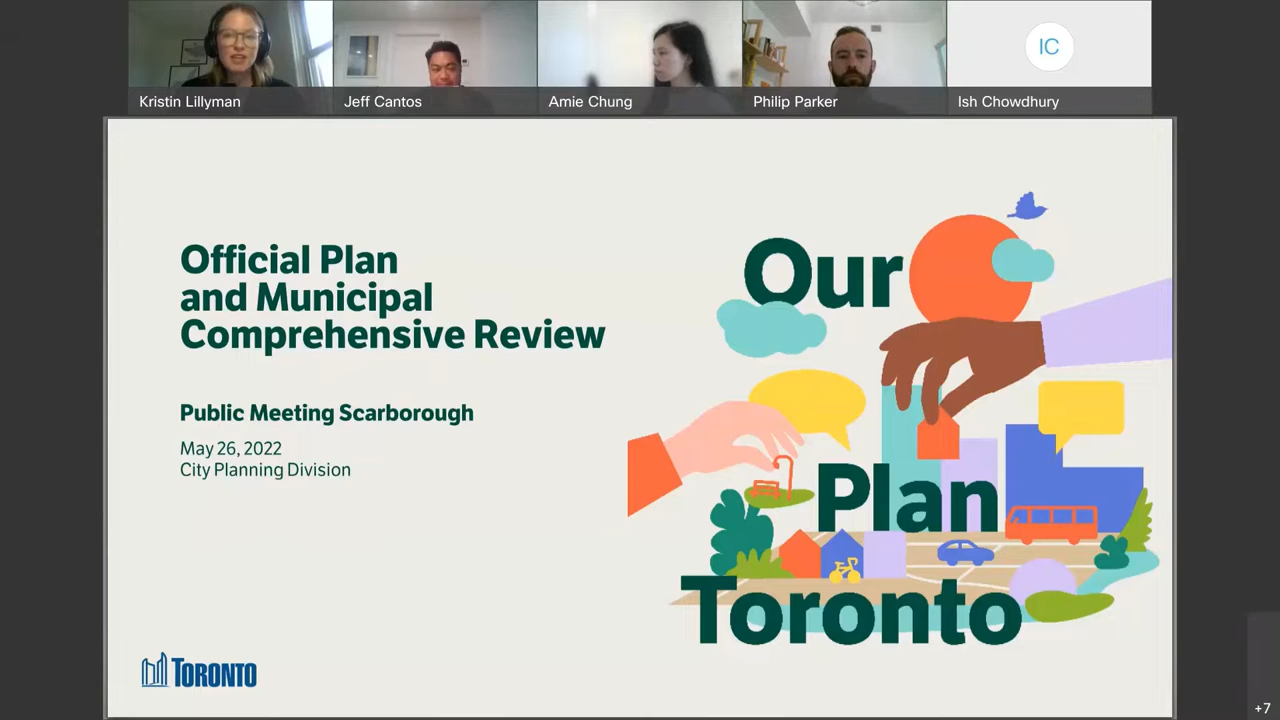 Kristin Lillyman
Jeff Cantos
Amie Chung
Philip Parker
IC
Ish Chowdhury
Official Plan
and Municipal
Comprehensive Review
Public Meeting Scarborough
May 26, 2022
City Planning Division
Our
Plan
Toronto
TORONTO
+7